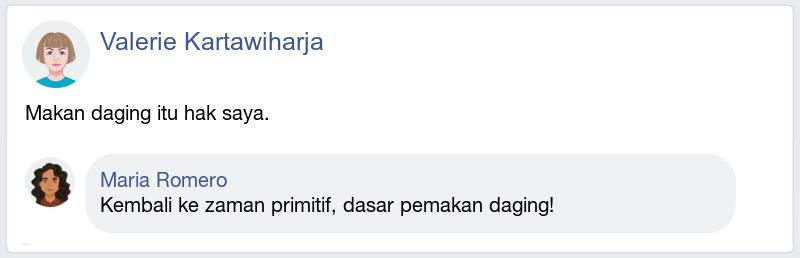 Valerie Kartawiharja
Makan daging itu hak saya.
Maria Romero
Kembali ke zaman primitif, dasar pemakan daging!